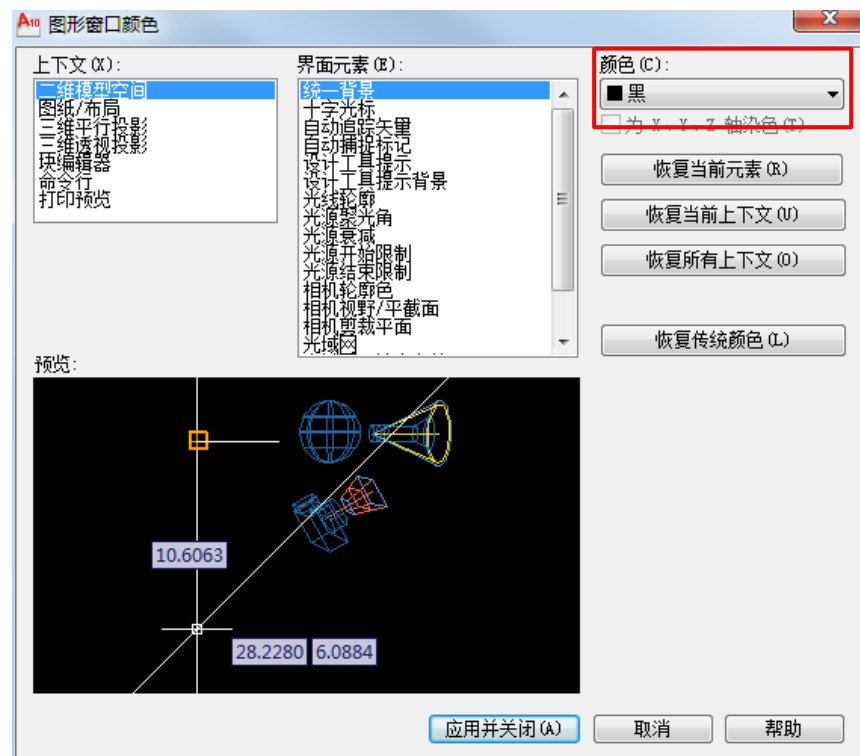 A10 图形窗口颜色
上下文(X):
二维模型空间
图纸/布局
三维平行投影
三维透视投影
块编辑器
命令行
打印预览
界面元素(E):
统一背景
十字光标
自动追踪矢量
自动捕捉标记
设计工具提示
设计工具提示背景
光线轮廓
光源聚光角
光源衰减
光源开始限制
光源结束限制
相机轮廓色
相机视野/平截面
相机剪裁平面
光域网
颜色(C):
黑
为 X、Y、Z 轴染色(T)
恢复当前元素(R)
恢复当前上下文(U)
恢复所有上下文(O)
恢复传统颜色(L)
预览:
10.6063
28.2280 6.0884
应用并关闭(A)
取消
帮助